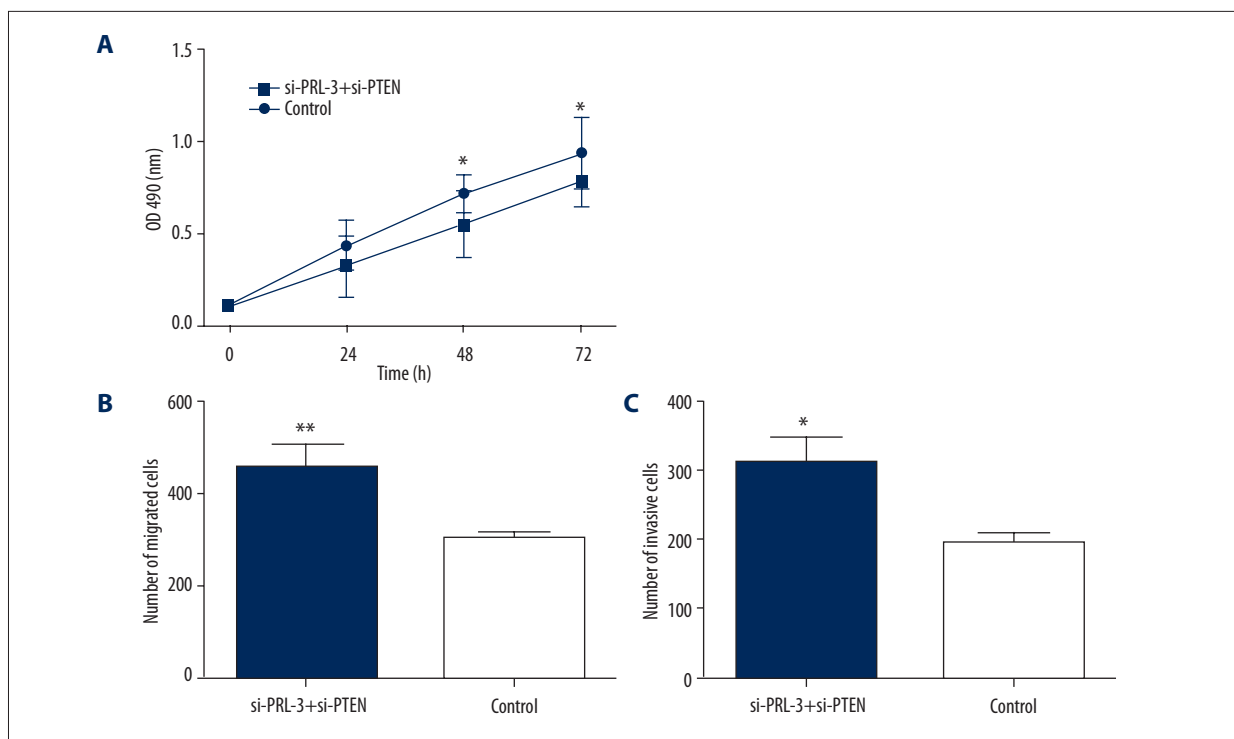 A
1.5
1.0
0.5
0.0
OD 490 (nm)
si-PRL-3+si-PTEN
Control
*
*
0 24 48 72
Time (h)
B
600
400
200
0
Number of migrated cells
**
si-PRL-3+si-PTEN Control
C
400
300
200
100
0
Number of invasive cells
*
si-PRL-3+si-PTEN Control